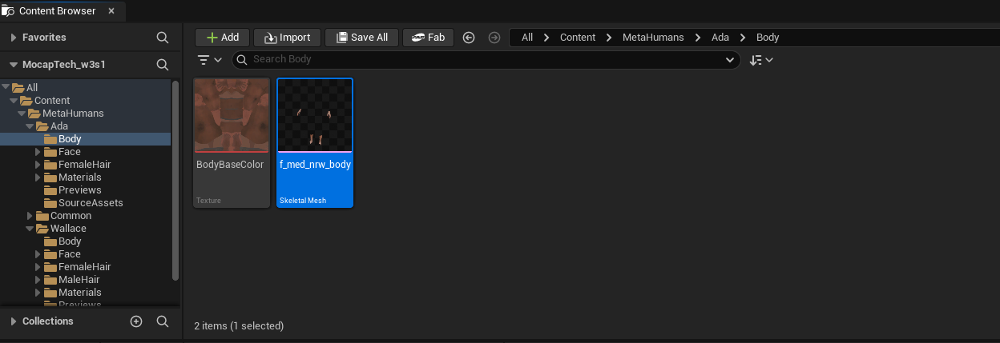 Content Browser
Favorites
Add
Import
Save All
Fab
All
Content
MetaHumans
Ada
Body
MocapTech_w3s1
Search Body
All
Content
MetaHumans
Ada
Body
Face
FemaleHair
Materials
Previews
SourceAssets
Common
Wallace
Body
Face
FemaleHair
MaleHair
Materials
Previews
BodyBaseColor
Texture
f_med_nrw_body
Skeletal Mesh
Collections
2 items (1 selected)